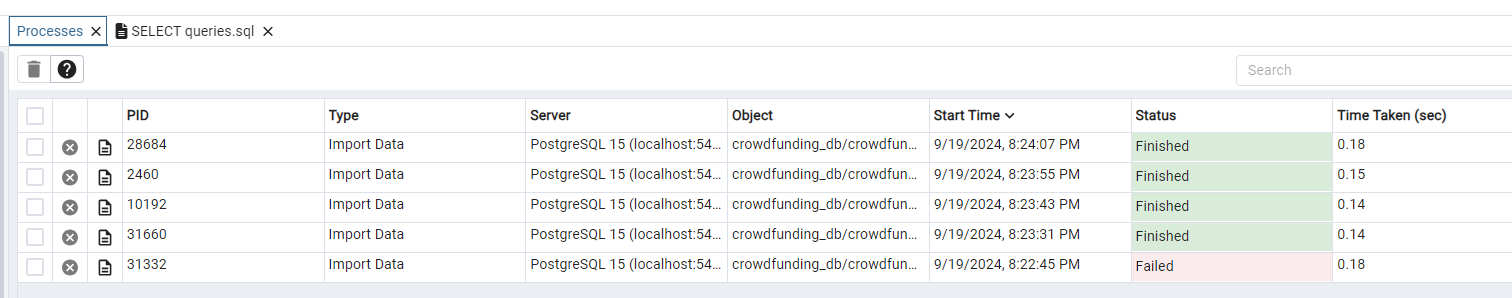 Processes SELECT queries.sql
Search
PID Type Server Object Start Time Status Time Taken (sec)
28684 Import Data PostgreSQL 15 (localhost:54... crowdfunding_db/crowdfun... 9/19/2024, 8:24:07 PM Finished 0.18
2460 Import Data PostgreSQL 15 (localhost:54... crowdfunding_db/crowdfun... 9/19/2024, 8:23:55 PM Finished 0.15
10192 Import Data PostgreSQL 15 (localhost:54... crowdfunding_db/crowdfun... 9/19/2024, 8:23:43 PM Finished 0.14
31660 Import Data PostgreSQL 15 (localhost:54... crowdfunding_db/crowdfun... 9/19/2024, 8:23:31 PM Finished 0.14
31332 Import Data PostgreSQL 15 (localhost:54... crowdfunding_db/crowdfun... 9/19/2024, 8:22:45 PM Failed 0.18